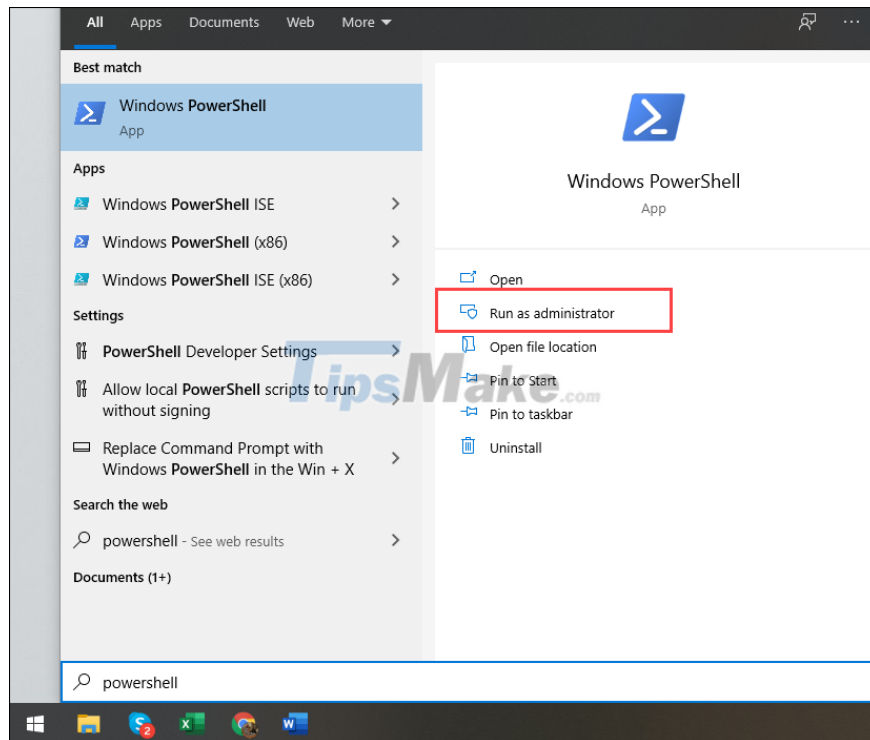 All Apps Documents Web More
Best match
Windows PowerShell
App
Apps
Windows PowerShell ISE
Windows PowerShell (x86)
Windows PowerShell ISE (x86)
Settings
PowerShell Developer Settings
Allow local PowerShell scripts to run
without signing
Replace Command Prompt with
Windows PowerShell in the Win + X
Search the web
powershell - See web results
Documents (1+)
Windows PowerShell
App
Open
Run as administrator
Open file location
Pin to Start
Pin to taskbar
Uninstall
TipsMake.com
powershell
2